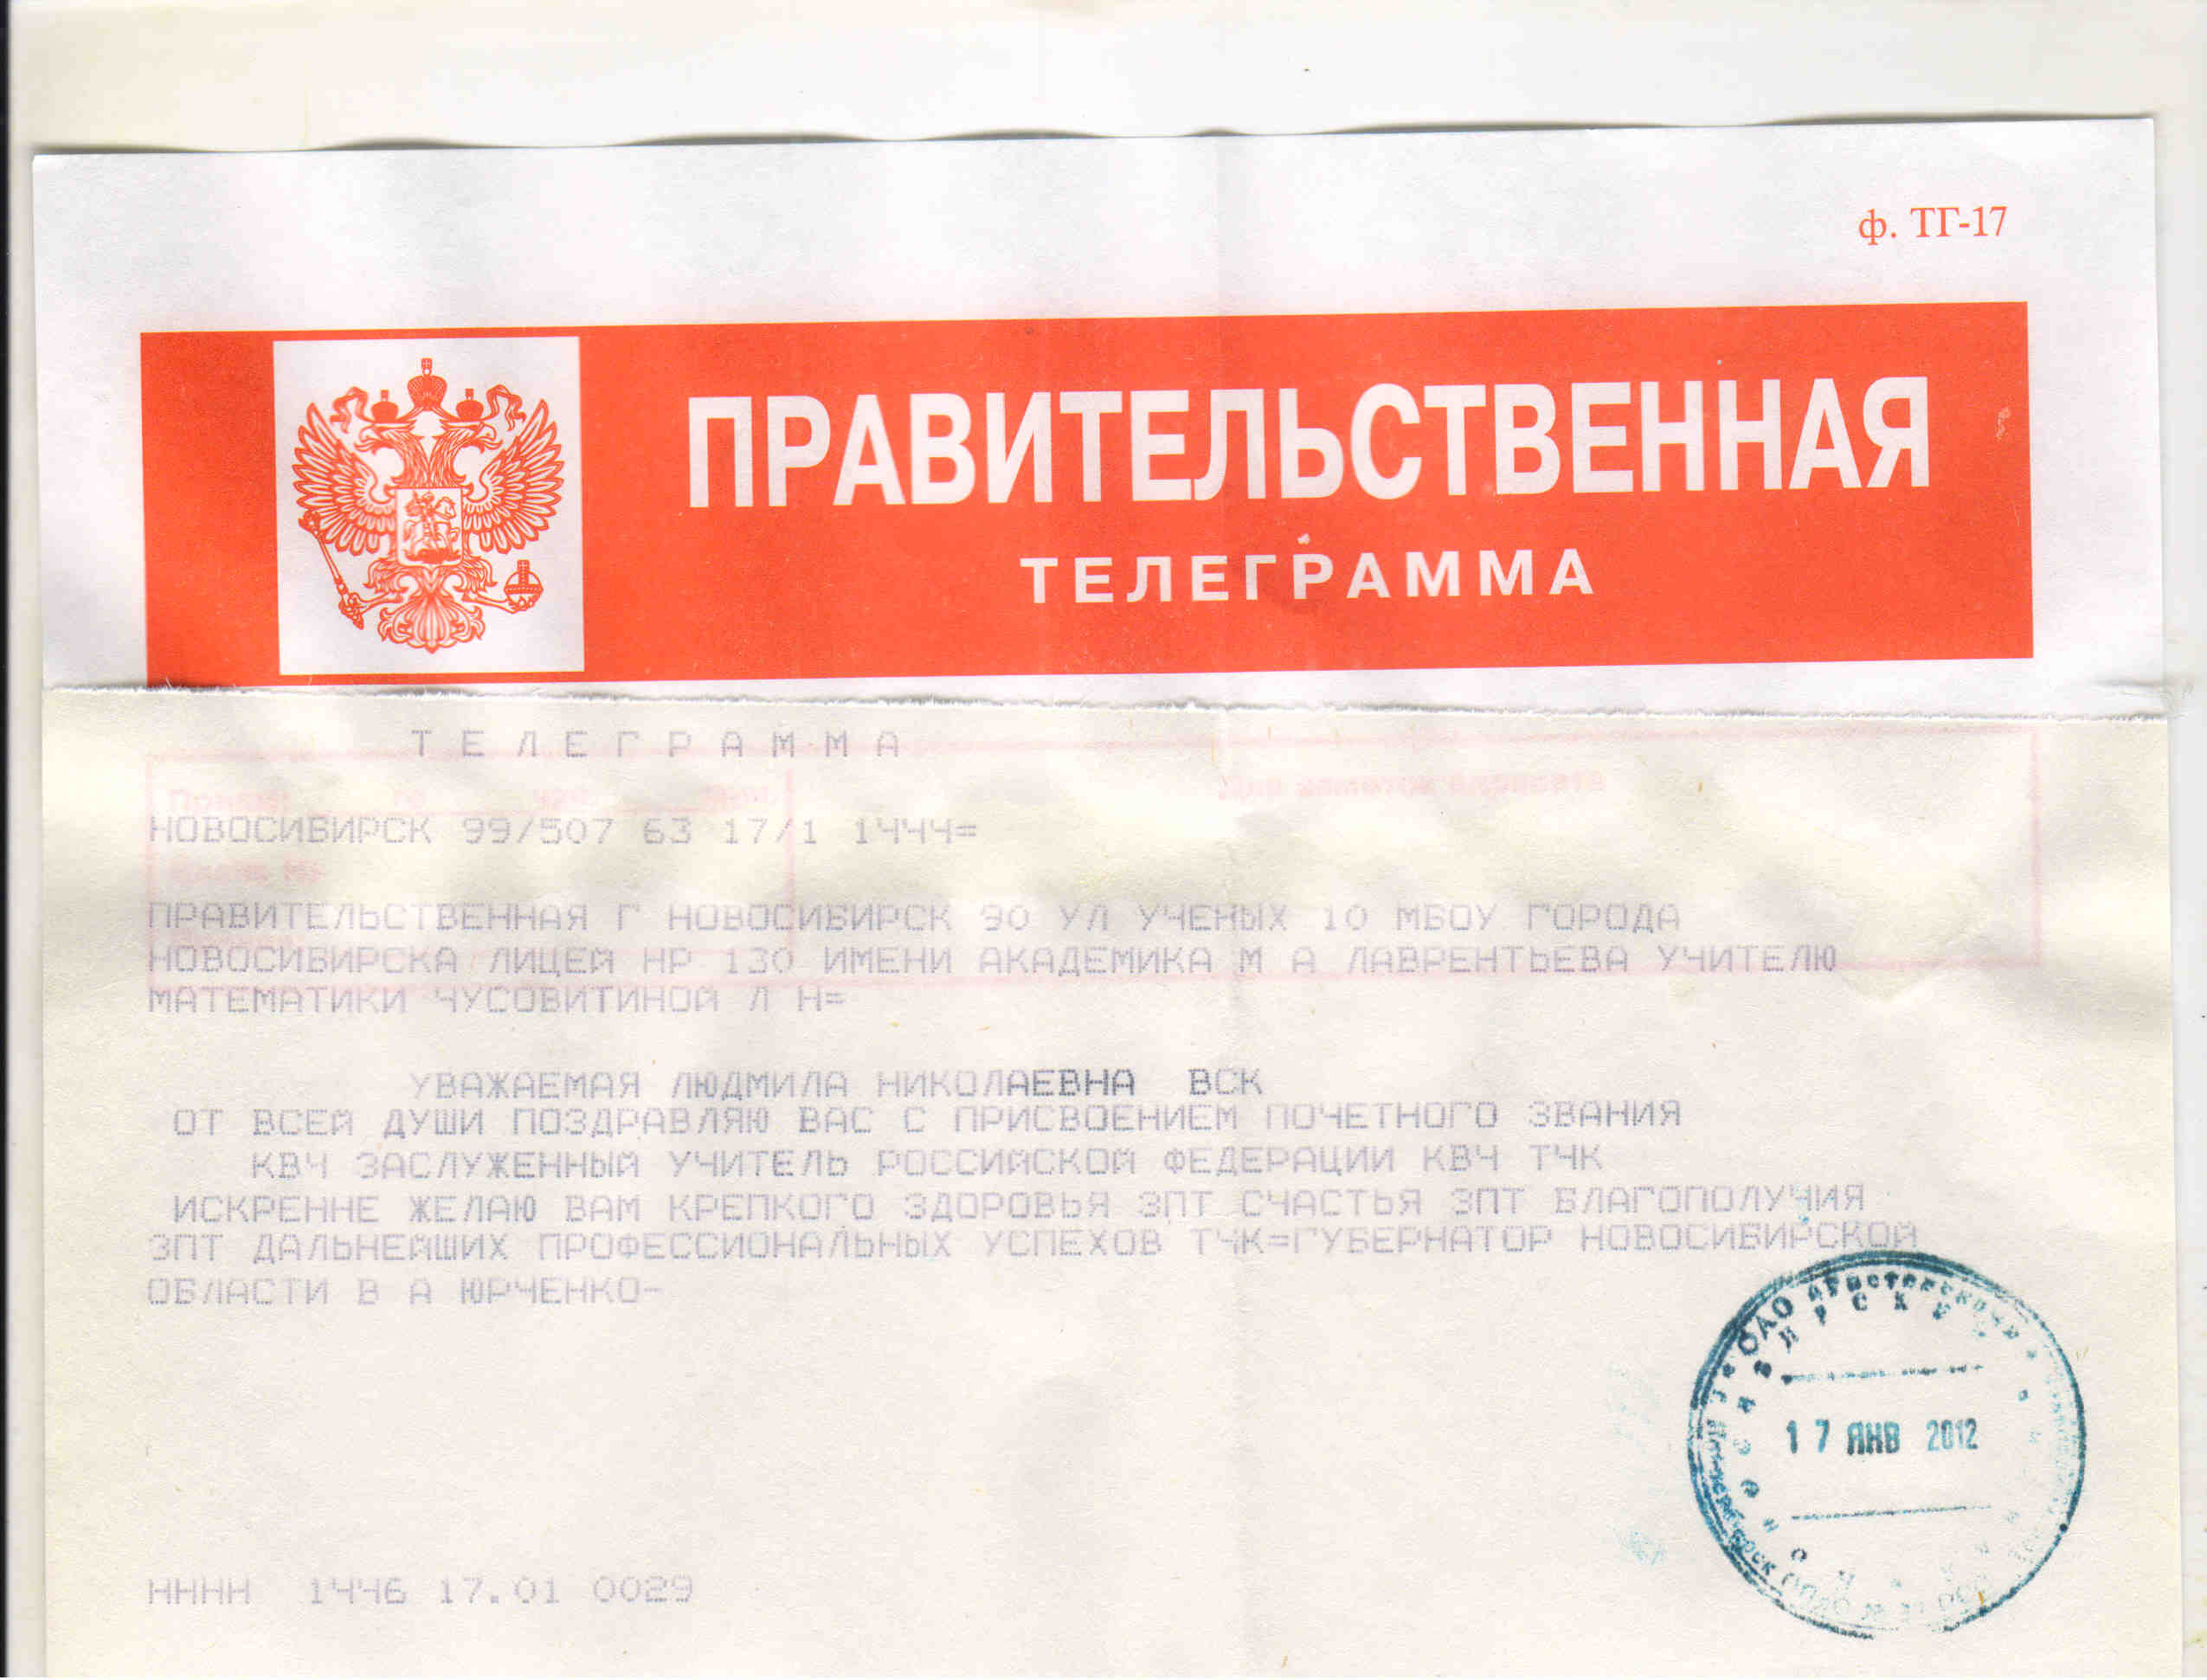 ф. ТГ-17
ПРАВИТЕЛЬСТВЕННАЯ
ТЕЛЕГРАММА
ТЕЛЕГРАММА
НОВОСИБИРСК 99/507 63 17/1 1444=
ПРАВИТЕЛЬСТВЕННАЯ Г НОВОСИБИРСК 90 УЛ УЧЕНЫХ 10 МБОУ ГОРОДА
НОВОСИБИРСКА ЛИЦЕЙ НР 130 ИМЕНИ АКАДЕМИКА М А ЛАВРЕНТЬЕВА УЧИТЕЛЮ
МАТЕМАТИКИ ЧУСОВИТИНОЙ Л Н=
УВАЖАЕМАЯ ЛЮДМИЛА НИКОЛАЕВНА ВСК
ОТ ВСЕЙ ДУШИ ПОЗДРАВЛЯЮ ВАС С ПРИСВОЕНИЕМ ПОЧЕТНОГО ЗВАНИЯ
КВЧ ЗАСЛУЖЕННЫЙ УЧИТЕЛЬ РОССИЙСКОЙ ФЕДЕРАЦИИ КВЧ ТЧК
ИСКРЕННЕ ЖЕЛАЮ ВАМ КРЕПКОГО ЗДОРОВЬЯ ЗПТ СЧАСТЬЯ ЗПТ БЛАГОПОЛУЧИЯ
ЗПТ ДАЛЬНЕЙШИХ ПРОФЕССИОНАЛЬНЫХ УСПЕХОВ ТЧК=ГУБЕРНАТОР НОВОСИБИРСКОЙ
ОБЛАСТИ В А ЮРЧЕНКО-
ОАО
17 ЯНВ 2012
НННН 1446 17.01 0029